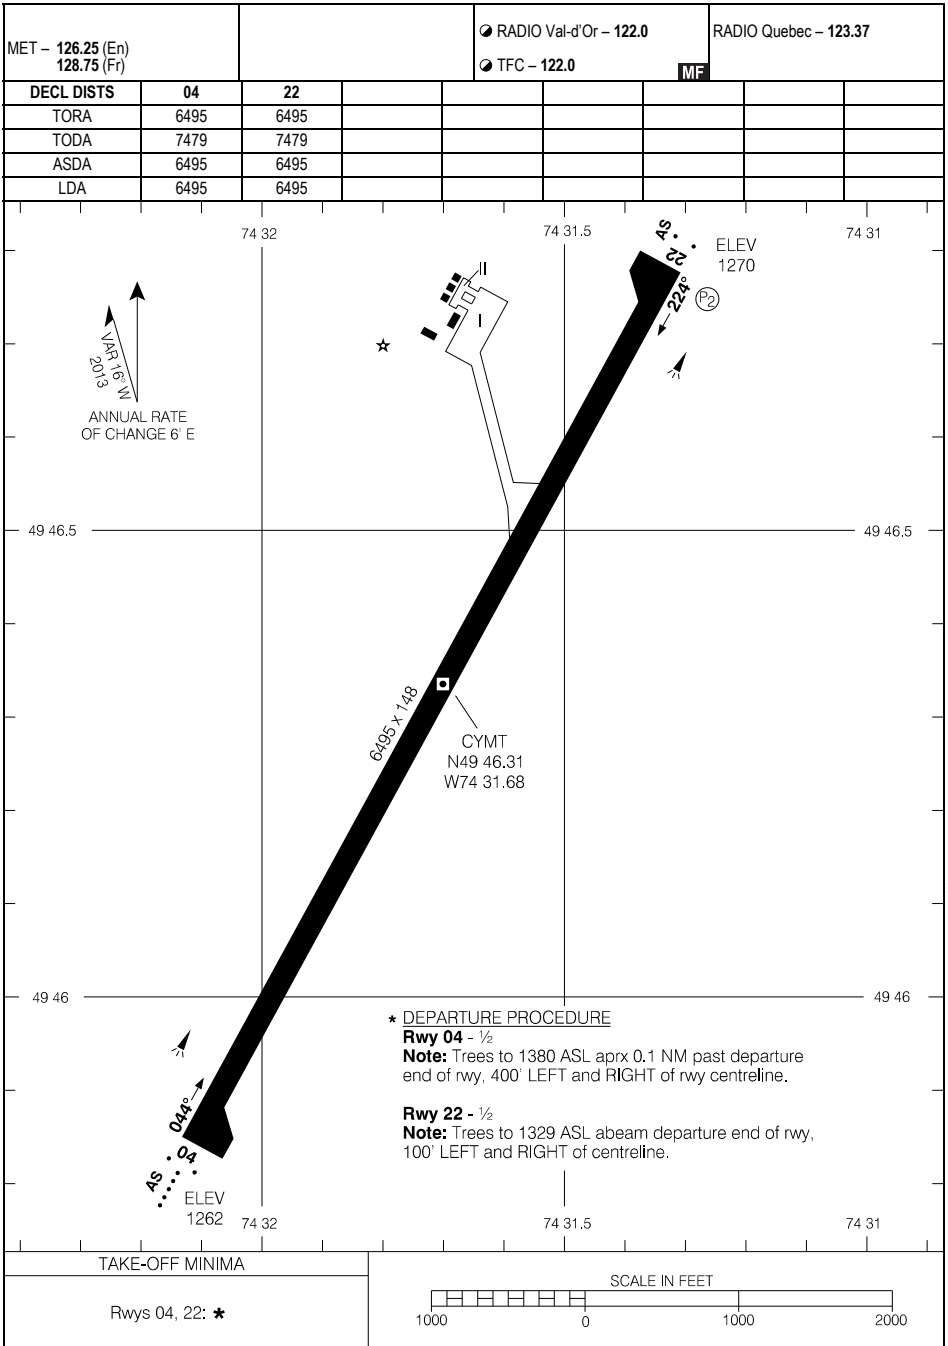 MET – 126.25 (En)
128.75 (Fr)
RADIO Val-d'Or – 122.0
TFC – 122.0
MF
RADIO Quebec – 123.37
DECL DISTS 04 22
TORA 6495 6495
TODA 7479 7479
ASDA 6495 6495
LDA 6495 6495
74 32 74 31.5 74 31
AS
22
ELEV
1270
224°
P2
II
I
VAR 16° W
2013
ANNUAL RATE
OF CHANGE 6' E
49 46.5 49 46.5
6495 x 148
CYMT
N49 46.31
W74 31.68
49 46 49 46
* DEPARTURE PROCEDURE
Rwy 04 - ½
Note: Trees to 1380 ASL aprx 0.1 NM past departure
end of rwy, 400' LEFT and RIGHT of rwy centreline.
Rwy 22 - ½
Note: Trees to 1329 ASL abeam departure end of rwy,
100' LEFT and RIGHT of centreline.
044°
04
AS
ELEV
1262
74 32 74 31.5 74 31
TAKE-OFF MINIMA
Rwys 04, 22: *
SCALE IN FEET
1000 0 1000 2000